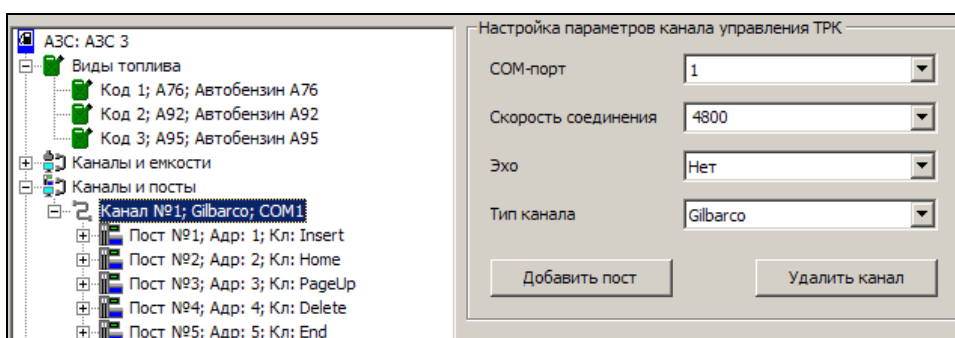 АЗС: АЗС 3
Виды топлива
Код 1; А76; Автобензин А76
Код 2; А92; Автобензин А92
Код 3; А95; Автобензин А95
Каналы и емкости
Каналы и посты
Канал №1; Gilbarco; COM1
Пост №1; Адр: 1; Кл: Insert
Пост №2; Адр: 2; Кл: Home
Пост №3; Адр: 3; Кл: PageUp
Пост №4; Адр: 4; Кл: Delete
Пост №5; Адр: 5; Кл: End
Настройка параметров канала управления ТРК
COM-порт 1
Скорость соединения 4800
Эхо Нет
Тип канала Gilbarco
Добавить пост Удалить канал